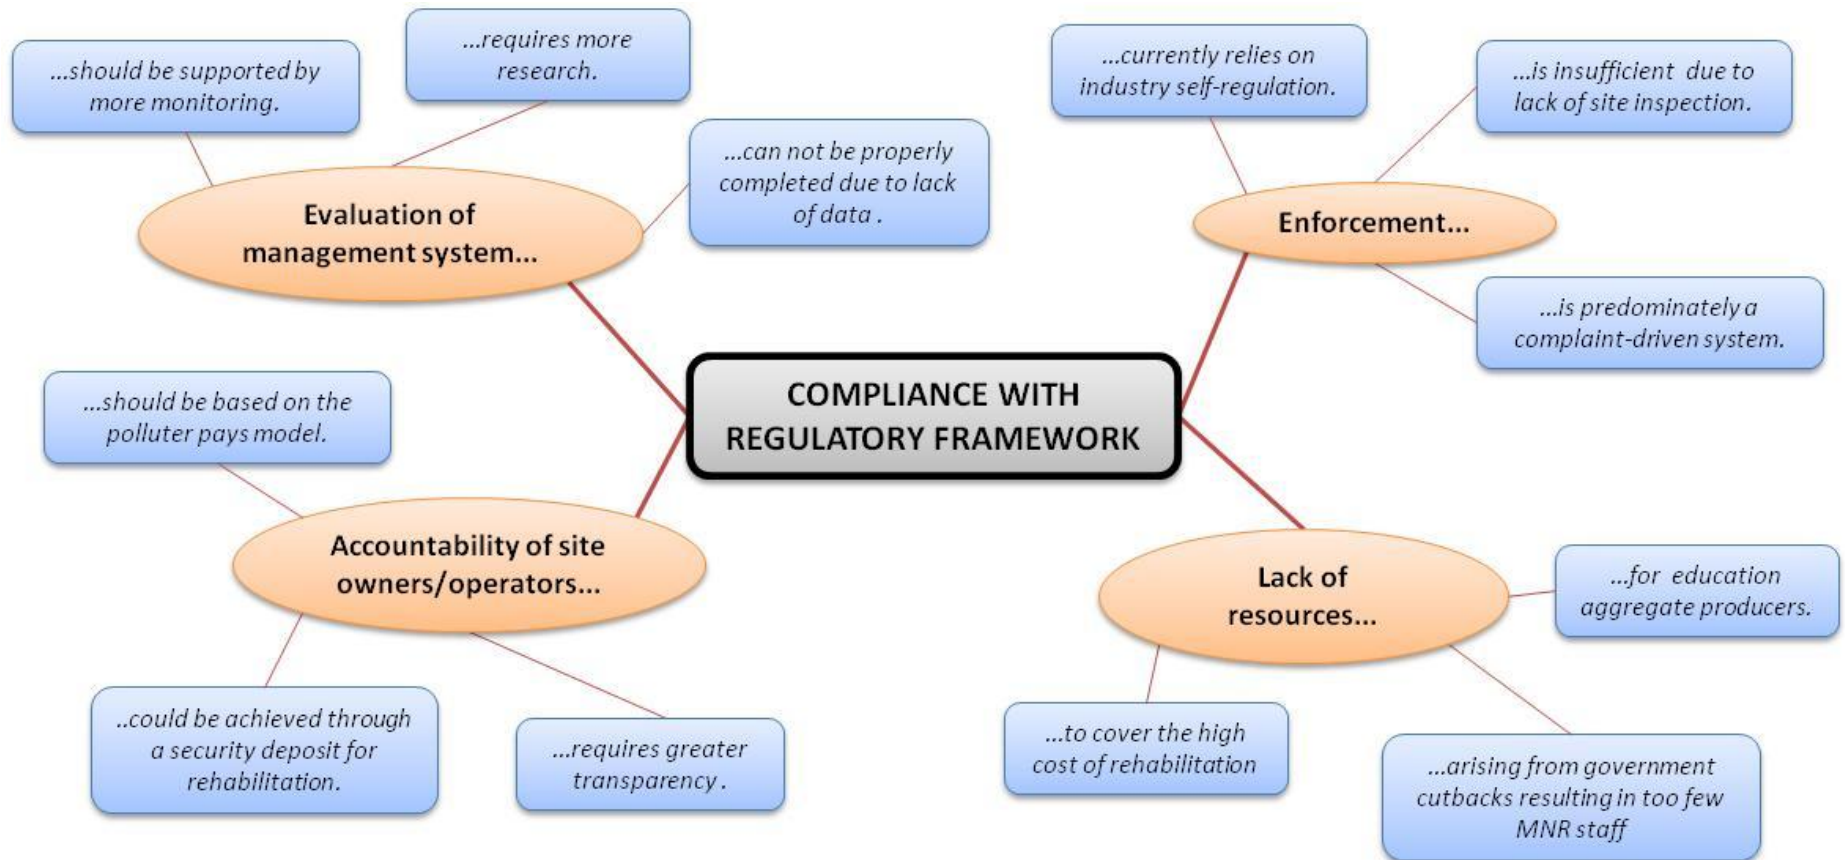 ...should be supported by
more monitoring.
...requires more
research.
...can not be properly
completed due to lack
of data .
Evaluation of
management system...
...currently relies on
industry self-regulation.
...is insufficient due to
lack of site inspection.
Enforcement...
...is predominately a
complaint-driven system.
COMPLIANCE WITH
REGULATORY FRAMEWORK
...should be based on the
polluter pays model.
Accountability of site
owners/operators...
..could be achieved through
a security deposit for
rehabilitation.
...requires greater
transparency .
Lack of
resources...
...for education
aggregate producers.
...to cover the high
cost of rehabilitation
...arising from government
cutbacks resulting in too few
MNR staff